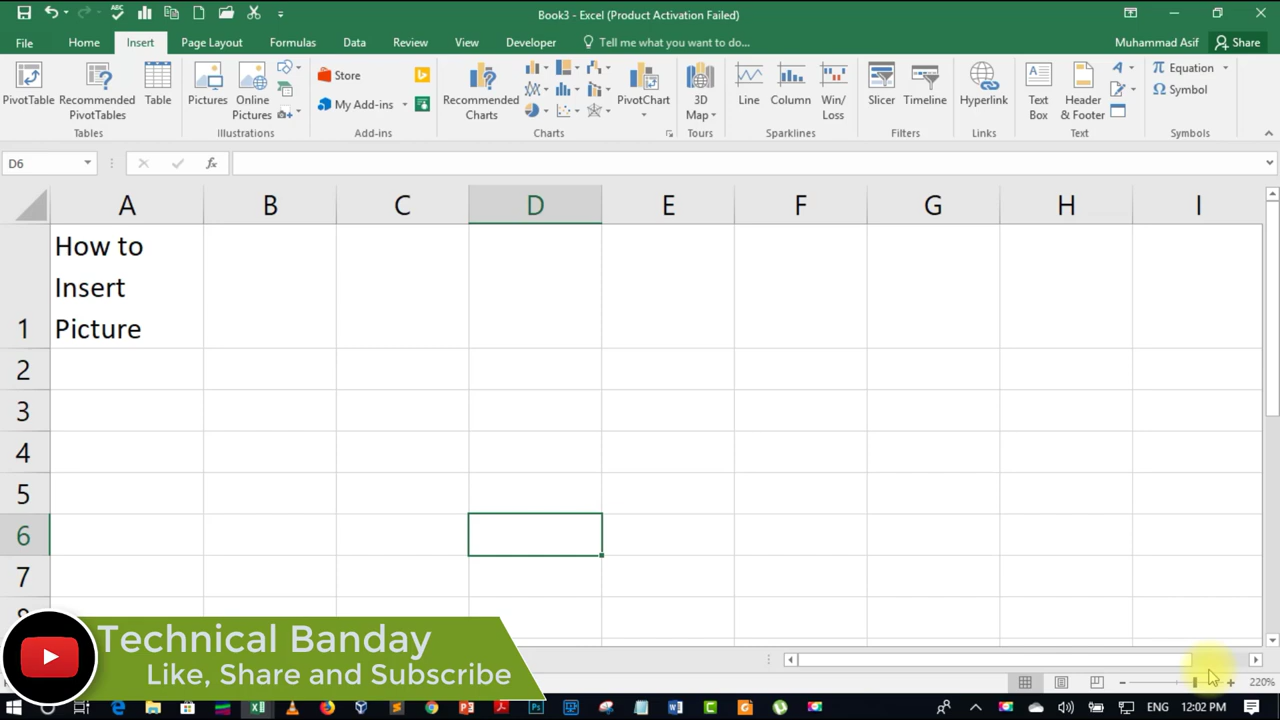 Book3 - Excel (Product Activation Failed)
File Home Insert Page Layout Formulas Data Review View Developer Tell me what you want to do... Muhammad Asif Share
PivotTable Recommended PivotTables Table Pictures Online Pictures Store My Add-ins Recommended Charts PivotChart 3D Map Line Column Win/Loss Slicer Timeline Hyperlink Text Box Header & Footer Equation Symbol
Tables Illustrations Add-ins Charts Tours Sparklines Filters Links Text Symbols
D6 fx
A B C D E F G H I
How to
Insert
1 Picture
2
3
4
5
6
7
8
Technical Banday
Like, Share and Subscribe
220%
ENG 12:02 PM